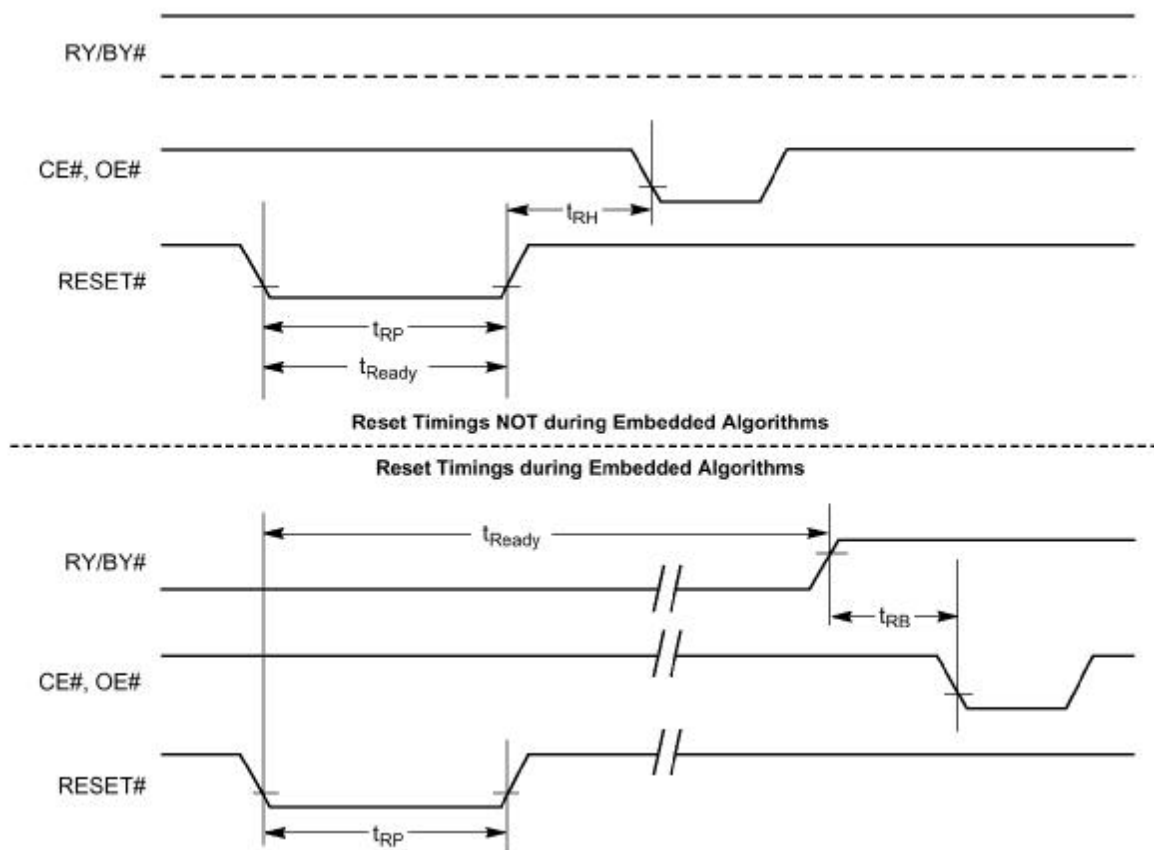 RY/BY#
CE#, OE#
tRH
RESET#
tRP
tReady
Reset Timings NOT during Embedded Algorithms
Reset Timings during Embedded Algorithms
tReady
RY/BY#
tRB
CE#, OE#
RESET#
tRP